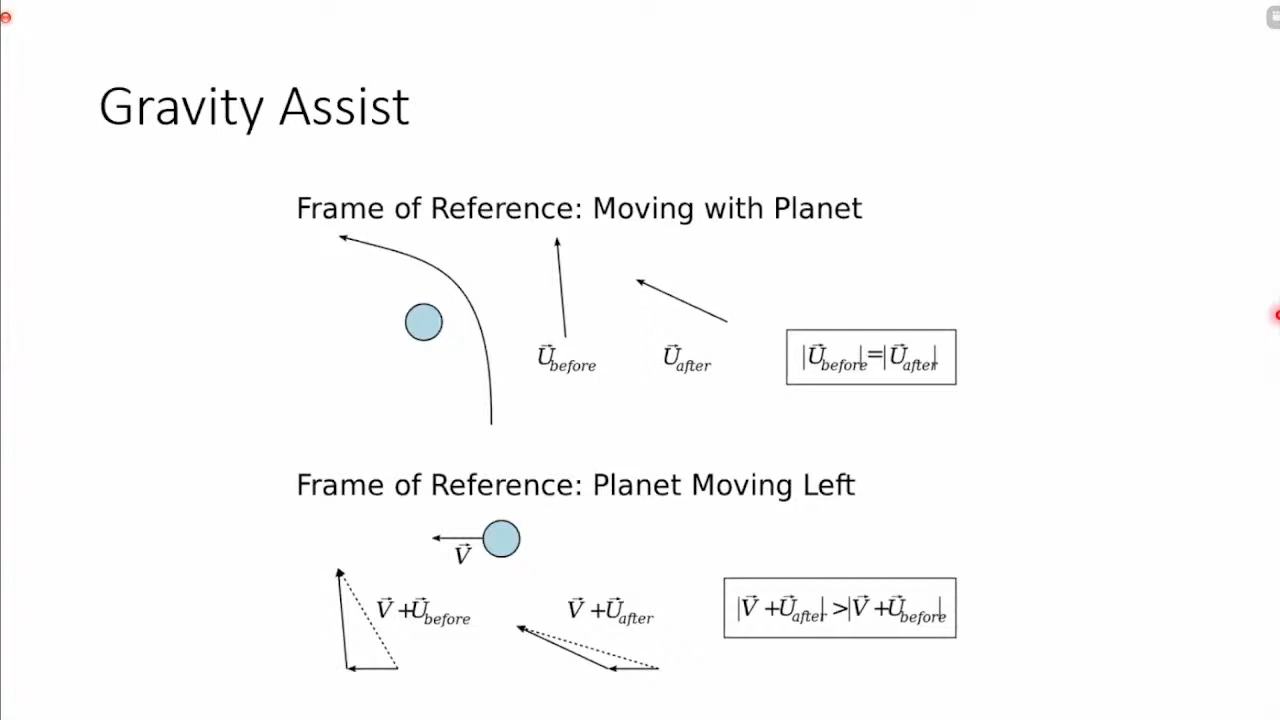 Gravity Assist
Frame of Reference: Moving with Planet
U⃗before
U⃗after
|U⃗before|=|U⃗after|
Frame of Reference: Planet Moving Left
V⃗
V⃗+U⃗before
V⃗+U⃗after
|V⃗+U⃗after|>|V⃗+U⃗before|